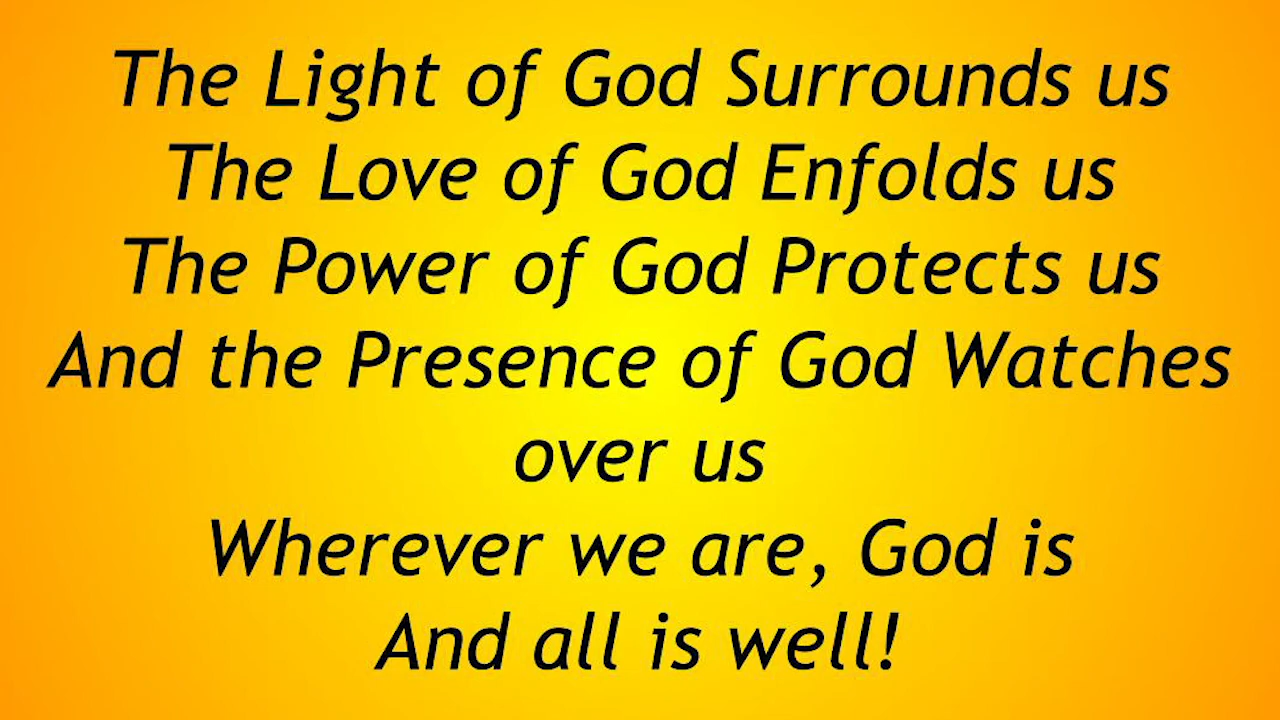 The Light of God Surrounds us
The Love of God Enfolds us
The Power of God Protects us
And the Presence of God Watches
over us
Wherever we are, God is
And all is well!